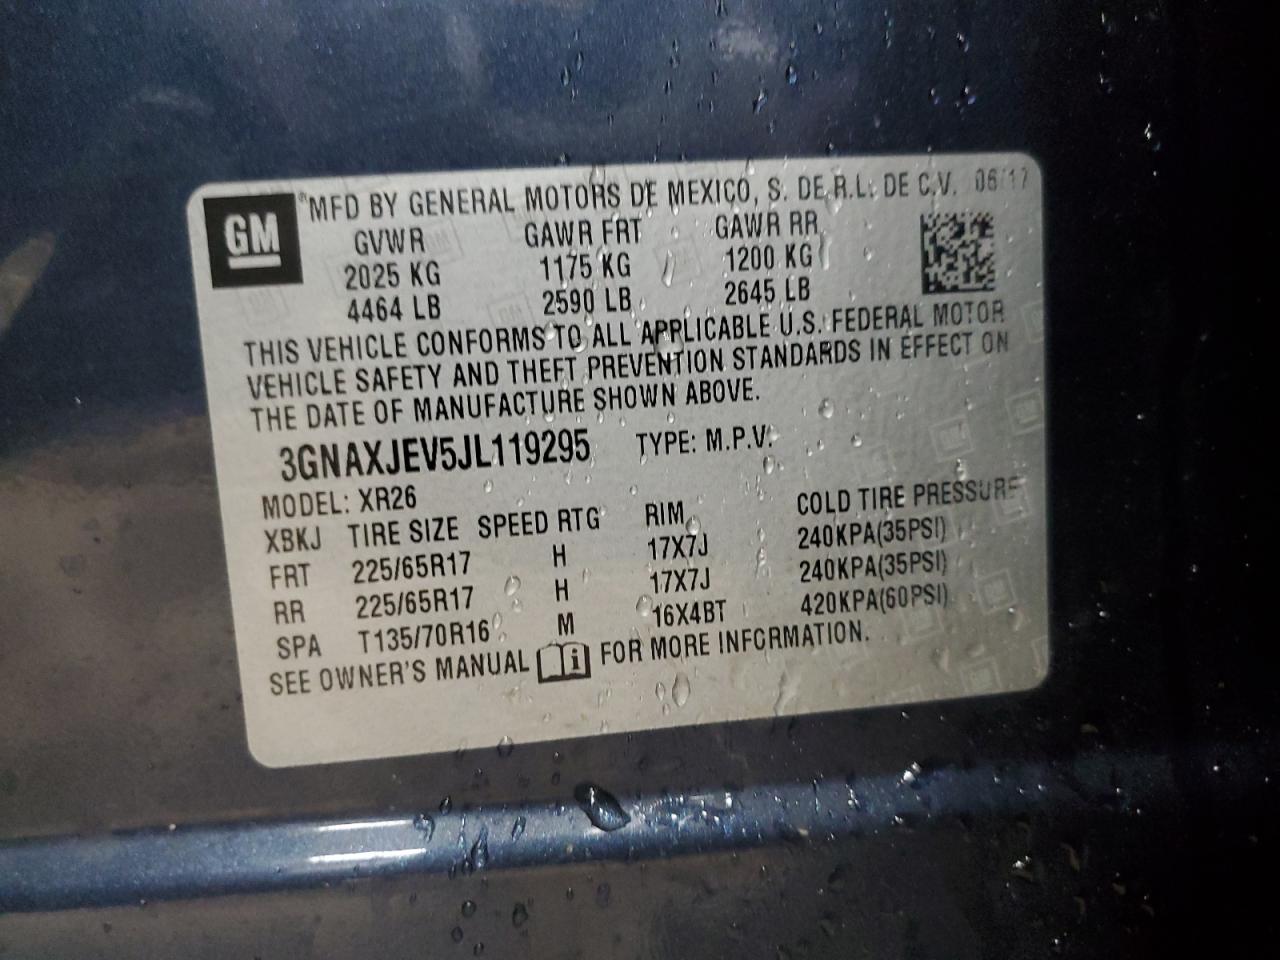 GM
®MFD BY GENERAL MOTORS DE MEXICO, S. DE R.L. DE C.V. 06/17
GVWR GAWR FRT GAWR RR
2025 KG 1175 KG 1200 KG
4464 LB 2590 LB 2645 LB
THIS VEHICLE CONFORMS TO ALL APPLICABLE U.S. FEDERAL MOTOR
VEHICLE SAFETY AND THEFT PREVENTION STANDARDS IN EFFECT ON
THE DATE OF MANUFACTURE SHOWN ABOVE.
3GNAXJEV5JL119295 TYPE: M.P.V.
MODEL: XR26
XBKJ TIRE SIZE SPEED RTG RIM COLD TIRE PRESSURE
FRT 225/65R17 H 17X7J 240KPA(35PSI)
RR 225/65R17 H 17X7J 240KPA(35PSI)
SPA T135/70R16 M 16X4BT 420KPA(60PSI)
SEE OWNER'S MANUAL FOR MORE INFORMATION.